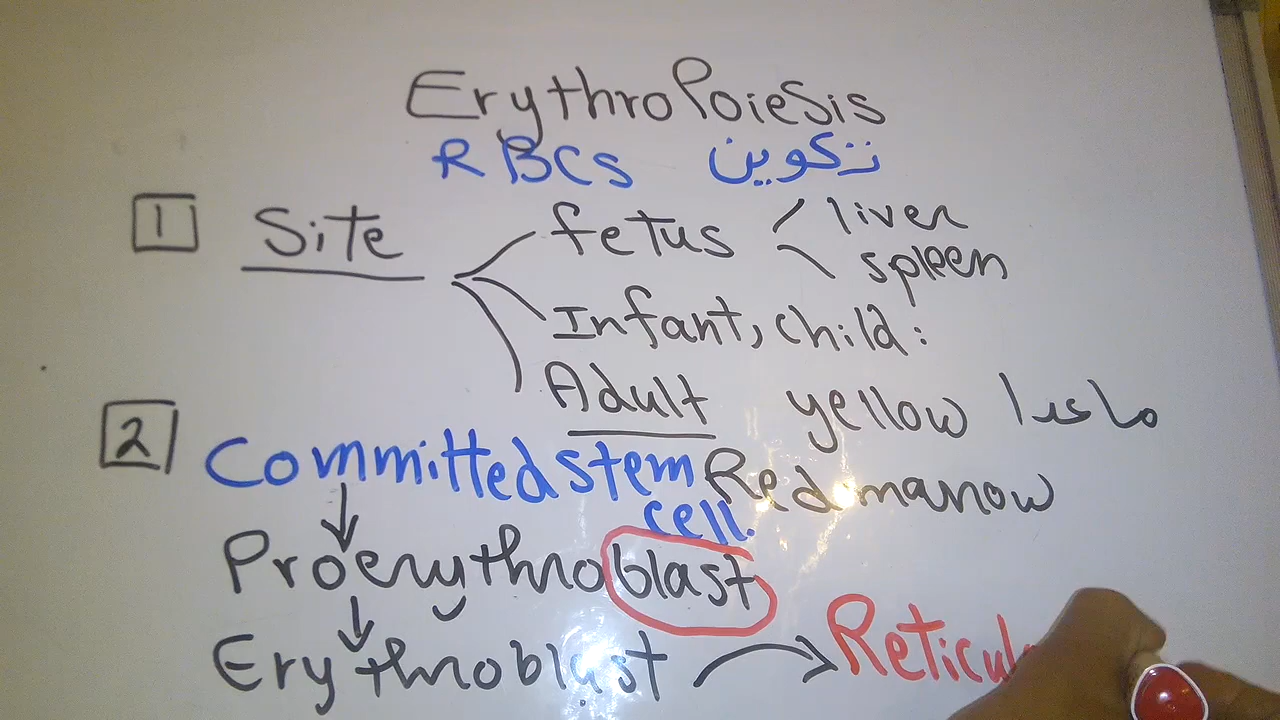 ErythroPoiesis
RBCs تكوين
1 Site
fetus liver
spleen
Infant, child:
Adult yellow ماعدا
Red marrow
2 Committed stem
cell.
Proerythroblast
Erythroblast → Reticul